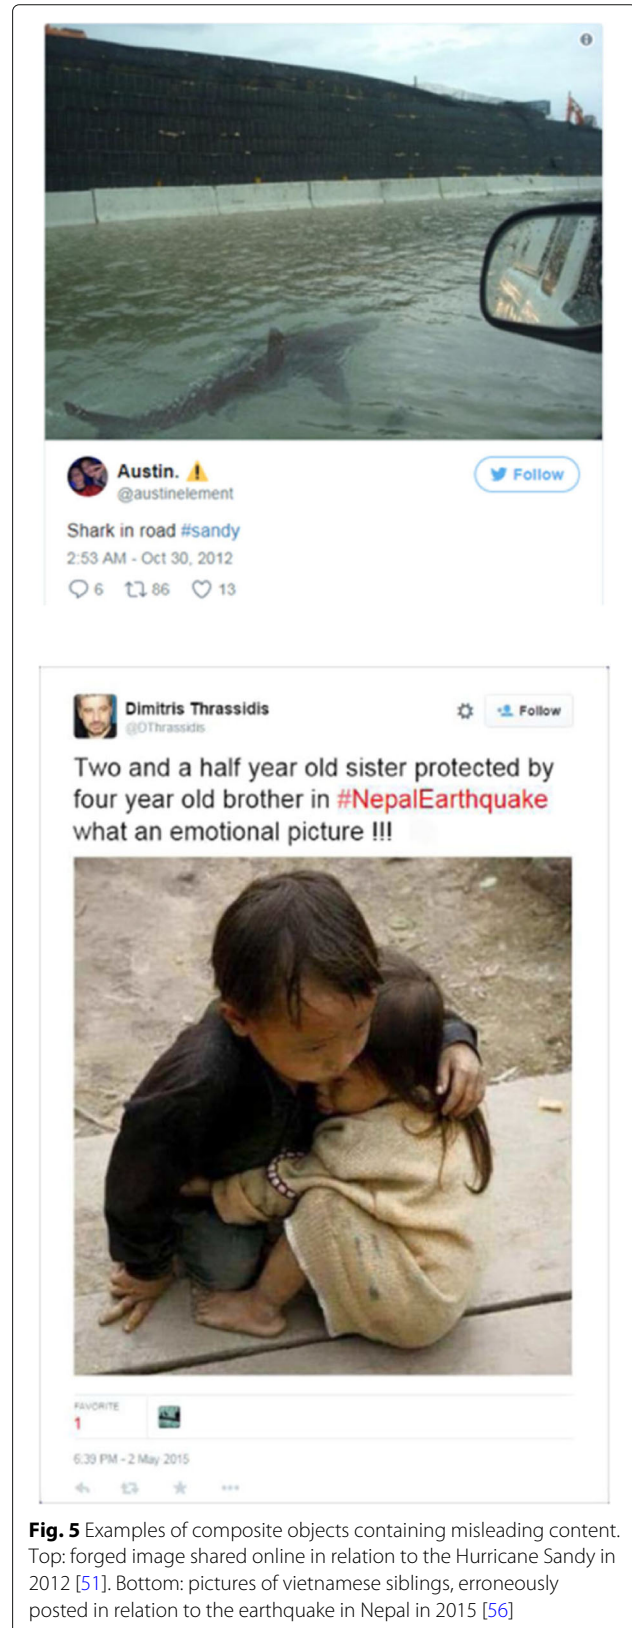 Austin. ⚠
@austinelement
Follow
Shark in road #sandy
2:53 AM - Oct 30, 2012
6 86 13
Dimitris Thrassidis
@DThrassidis
Follow
Two and a half year old sister protected by
four year old brother in #NepalEarthquake
what an emotional picture !!!
FAVORITE
1
6:39 PM - 2 May 2015
Fig. 5 Examples of composite objects containing misleading content.
Top: forged image shared online in relation to the Hurricane Sandy in
2012 [51]. Bottom: pictures of vietnamese siblings, erroneously
posted in relation to the earthquake in Nepal in 2015 [56]